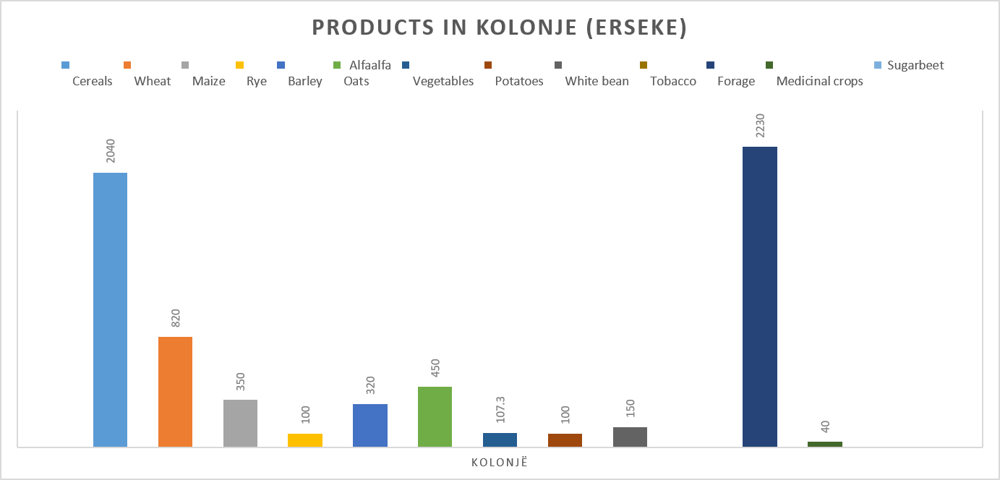 PRODUCTS IN KOLONJE (ERSEKE)
Alfaalfa Sugarbeet
Cereals Wheat Maize Rye Barley Oats Vegetables Potatoes White bean Tobacco Forage Medicinal crops
2040
820
350
100
320
450
107.3
100
150
2230
40
KOLONJË